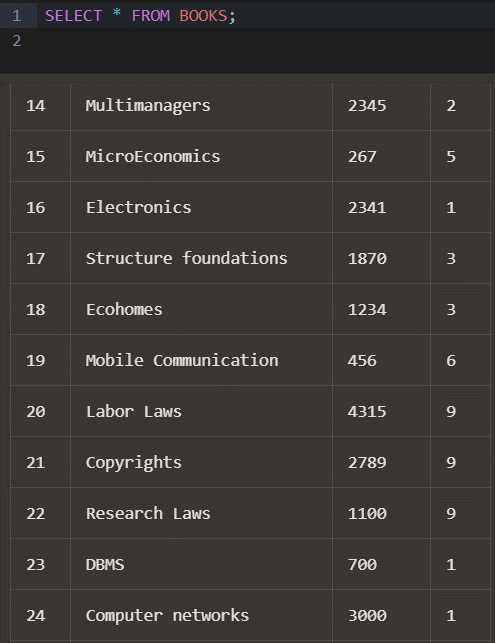 1 SELECT * FROM BOOKS;
2
14 Multimanagers 2345 2
15 MicroEconomics 267 5
16 Electronics 2341 1
17 Structure foundations 1870 3
18 Ecohomes 1234 3
19 Mobile Communication 456 6
20 Labor Laws 4315 9
21 Copyrights 2789 9
22 Research Laws 1100 9
23 DBMS 700 1
24 Computer networks 3000 1